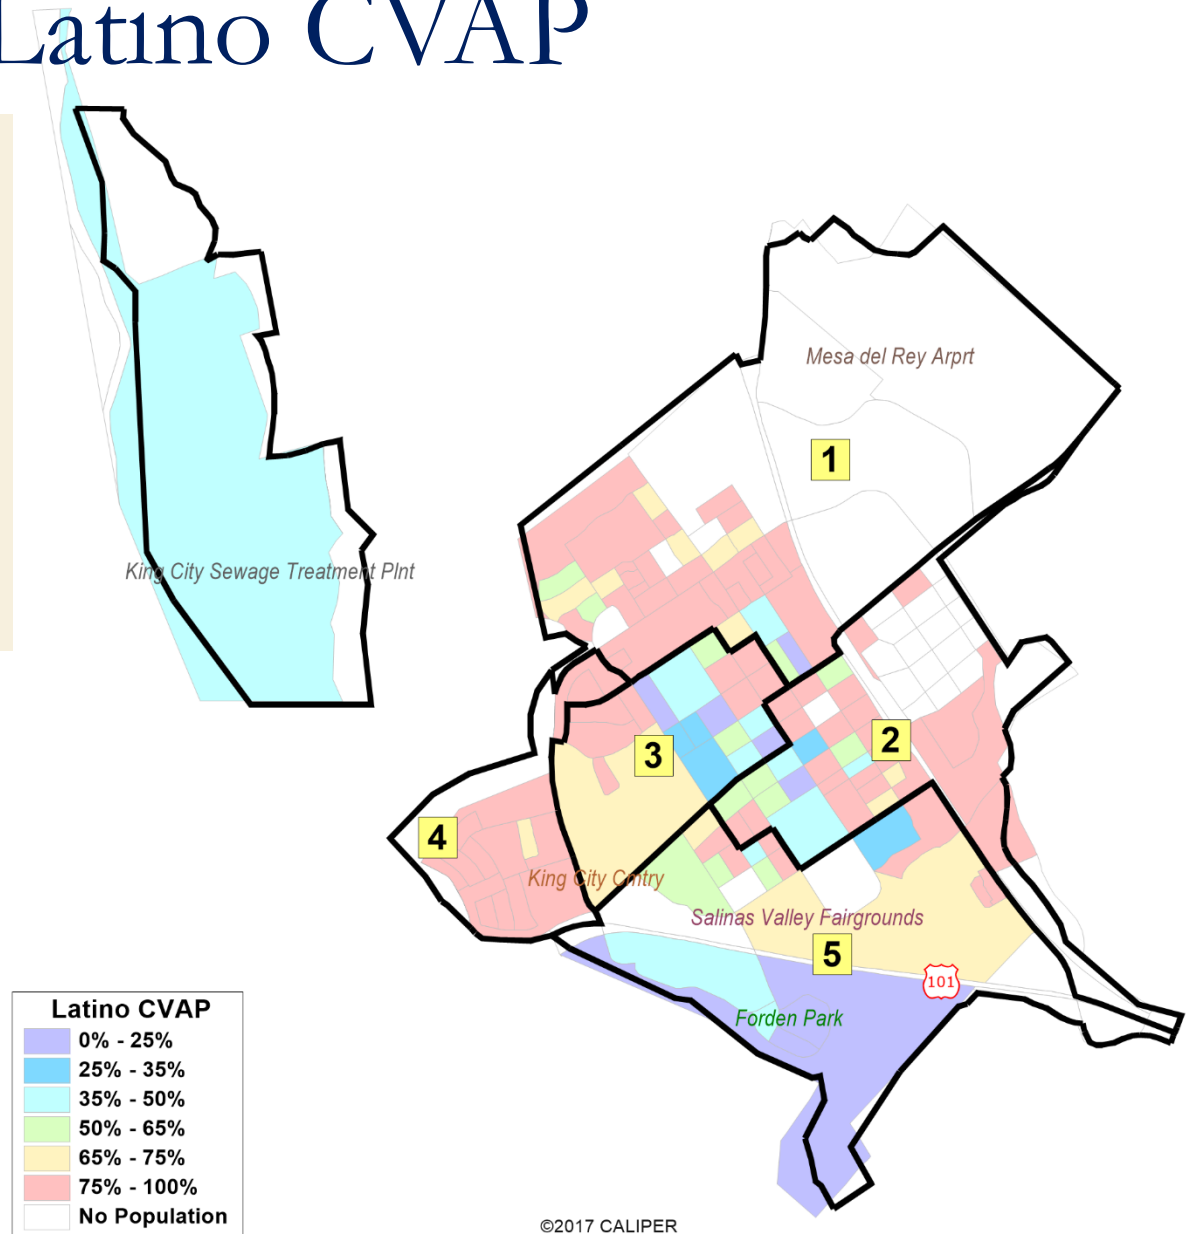 Latino CVAP
Mesa del Rey Arprt
1
King City Sewage Treatment Plnt
2
3
4
King City Cmtry
Salinas Valley Fairgrounds
5
101
Forden Park
Latino CVAP
0% - 25%
25% - 35%
35% - 50%
50% - 65%
65% - 75%
75% - 100%
No Population
©2017 CALIPER